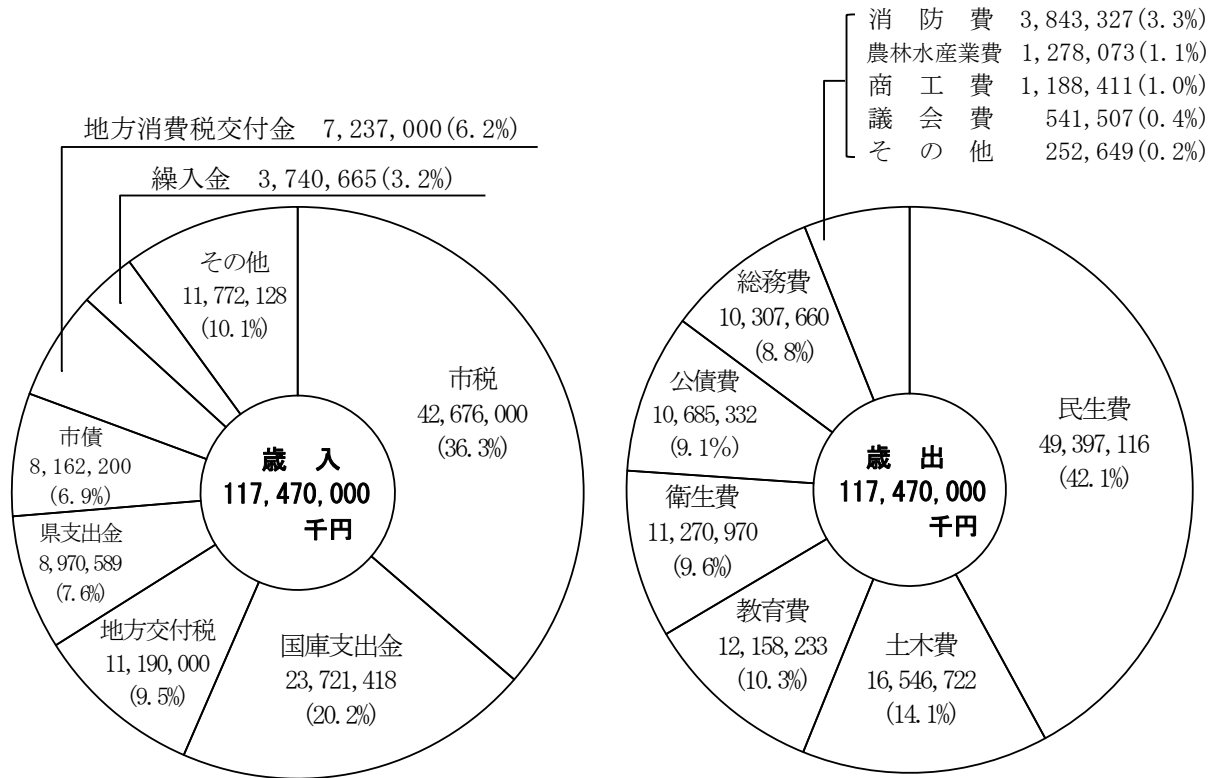 地方消費税交付金 7,237,000(6.2%)
繰入金 3,740,665(3.2%)
その他
11,772,128
(10.1%)
市税
42,676,000
(36.3%)
市債
8,162,200
(6.9%)
歳 入
117,470,000
千円
県支出金
8,970,589
(7.6%)
地方交付税
11,190,000
(9.5%)
国庫支出金
23,721,418
(20.2%)
消 防 費 3,843,327(3.3%)
農林水産業費 1,278,073(1.1%)
商 工 費 1,188,411(1.0%)
議 会 費 541,507(0.4%)
そ の 他 252,649(0.2%)
総務費
10,307,660
(8.8%)
公債費
10,685,332
(9.1%)
民生費
49,397,116
(42.1%)
歳 出
117,470,000
千円
衛生費
11,270,970
(9.6%)
教育費
12,158,233
(10.3%)
土木費
16,546,722
(14.1%)